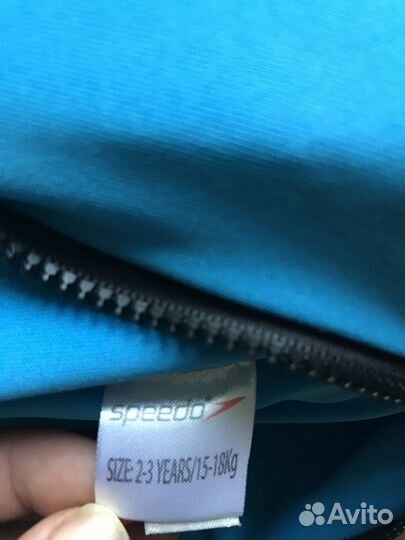 speedo
SIZE: 2-3 YEARS/15-18Kg
Avito